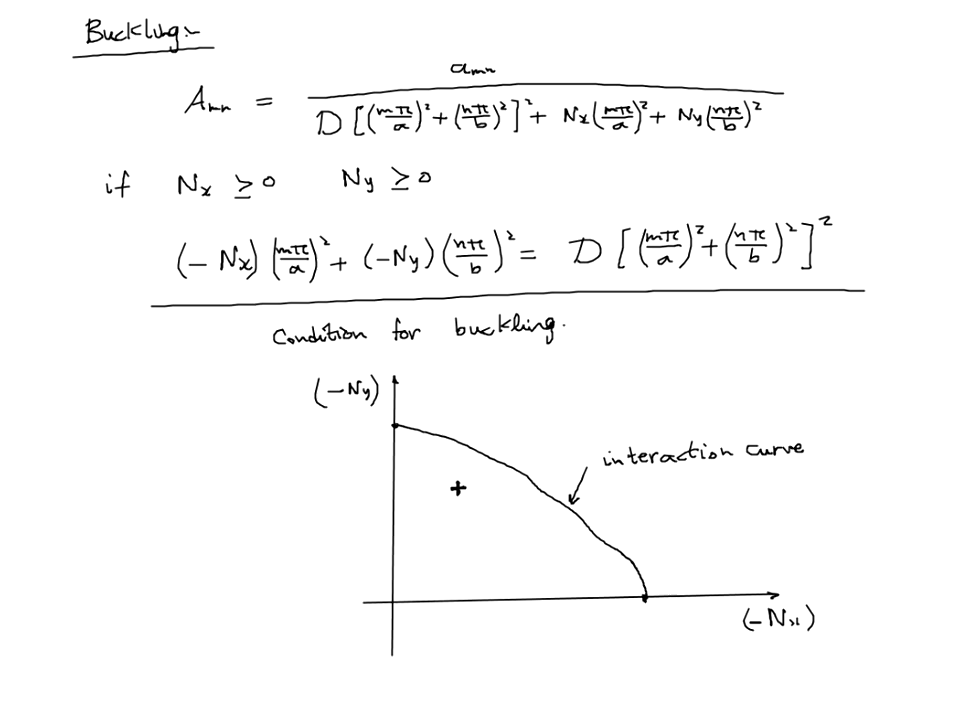 Buckling:-
A_mn = a_mn / D[(mπ/a)² + (nπ/b)²]² + N_x(mπ/a)² + N_y(nπ/b)²
if N_x ≥ 0 N_y ≥ 0
(- N_x)(mπ/a)² + (-N_y)(nπ/b)² = D[(mπ/a)² + (nπ/b)²]²
Condition for buckling.
(-N_y)
interaction curve
(-N_x)